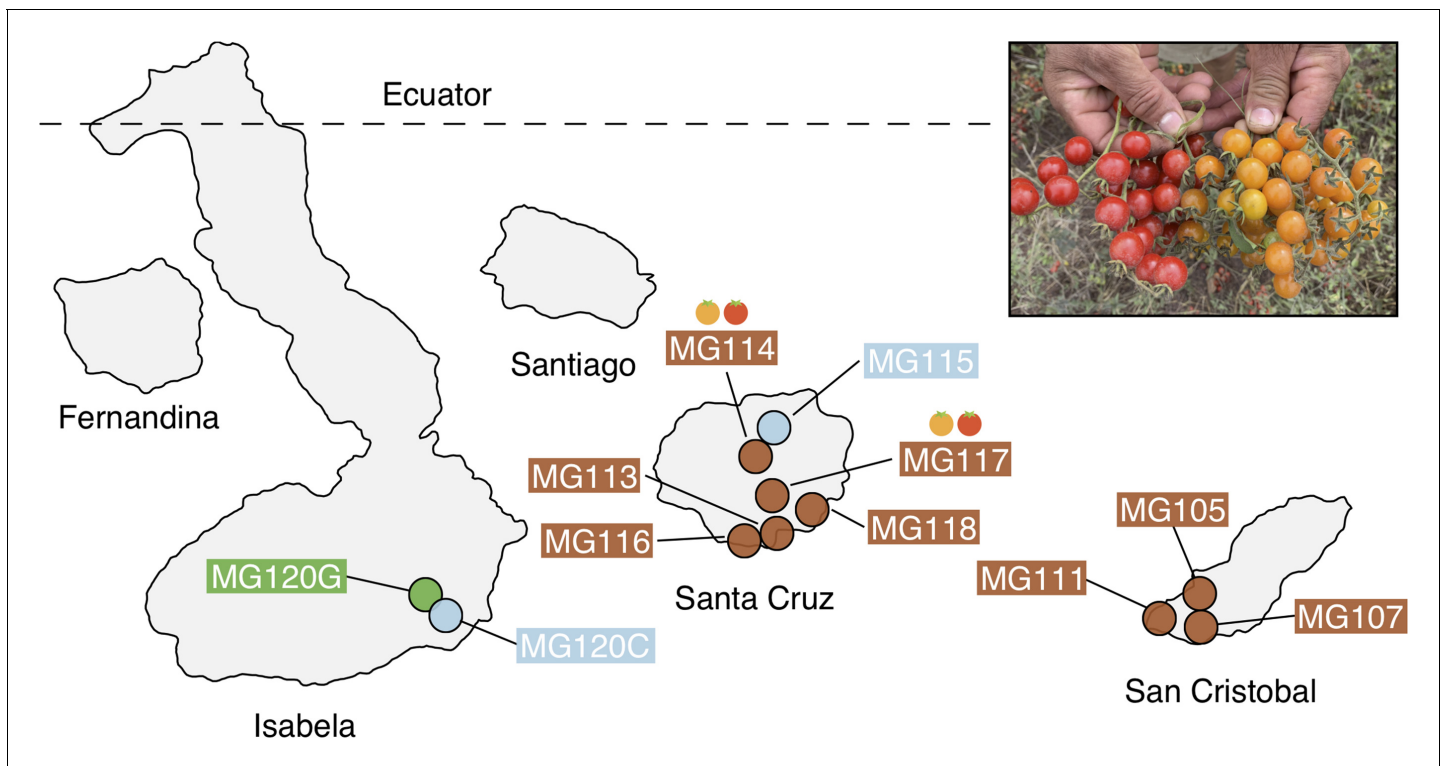 Ecuator
Santiago
Fernandina
MG114
MG115
MG113
MG117
MG116
MG118
Santa Cruz
MG105
MG111
MG107
San Cristobal
MG120G
MG120C
Isabela